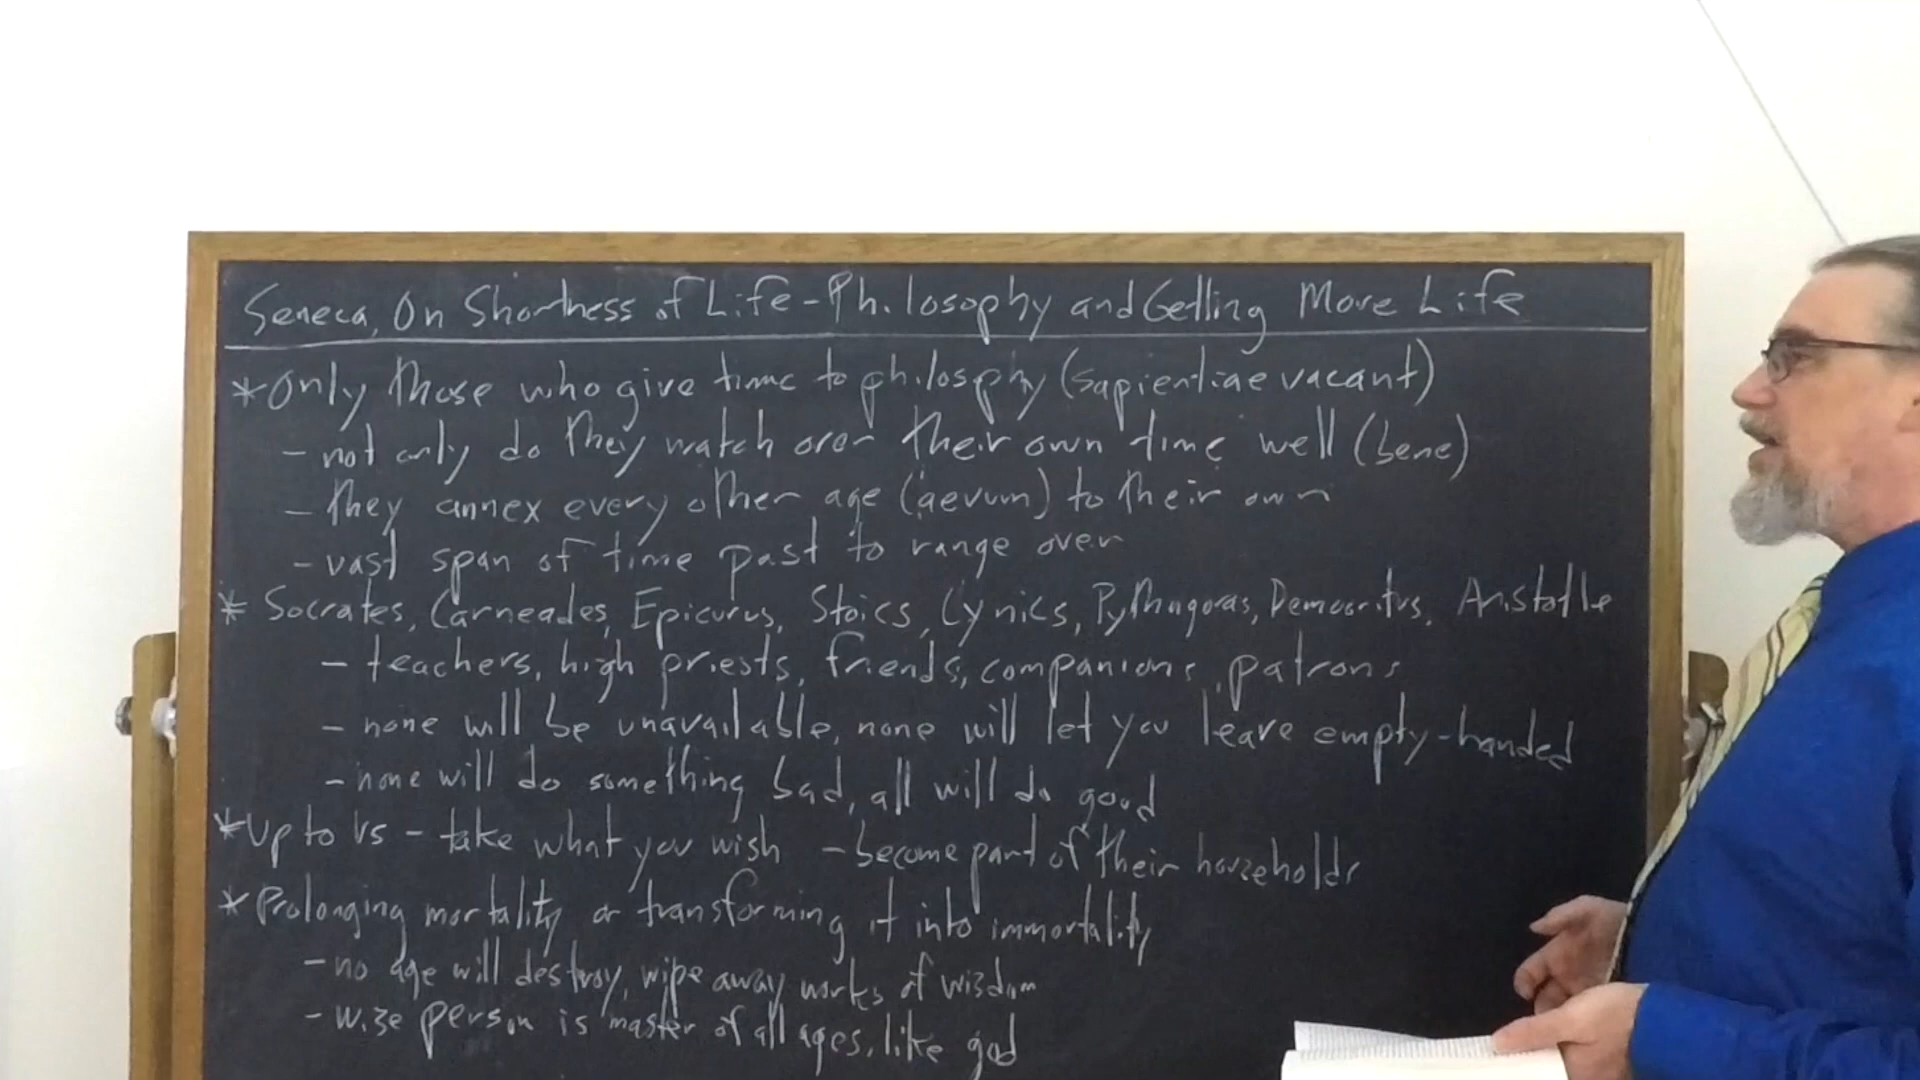 Seneca, On Shortness of Life - Philosophy and Getting More Life
* Only those who give time to philosphy (sapientiae vacant)
- not only do they watch over their own time well (bene)
- they annex every other age (aevum) to their own
- vast span of time past to range over
* Socrates, Carneades, Epicurus, Stoics, Cynics, Pythagoras, Democritus, Aristotle
- teachers, high priests, friends, companions, patrons
- none will be unavailable, none will let you leave empty-handed
- none will do something bad, all will do good
* Up to us - take what you wish - become part of their households
* Prolonging mortality or transforming it into immortality
- no age will destroy, wipe away works of wisdom
- wise person is master of all ages, like god